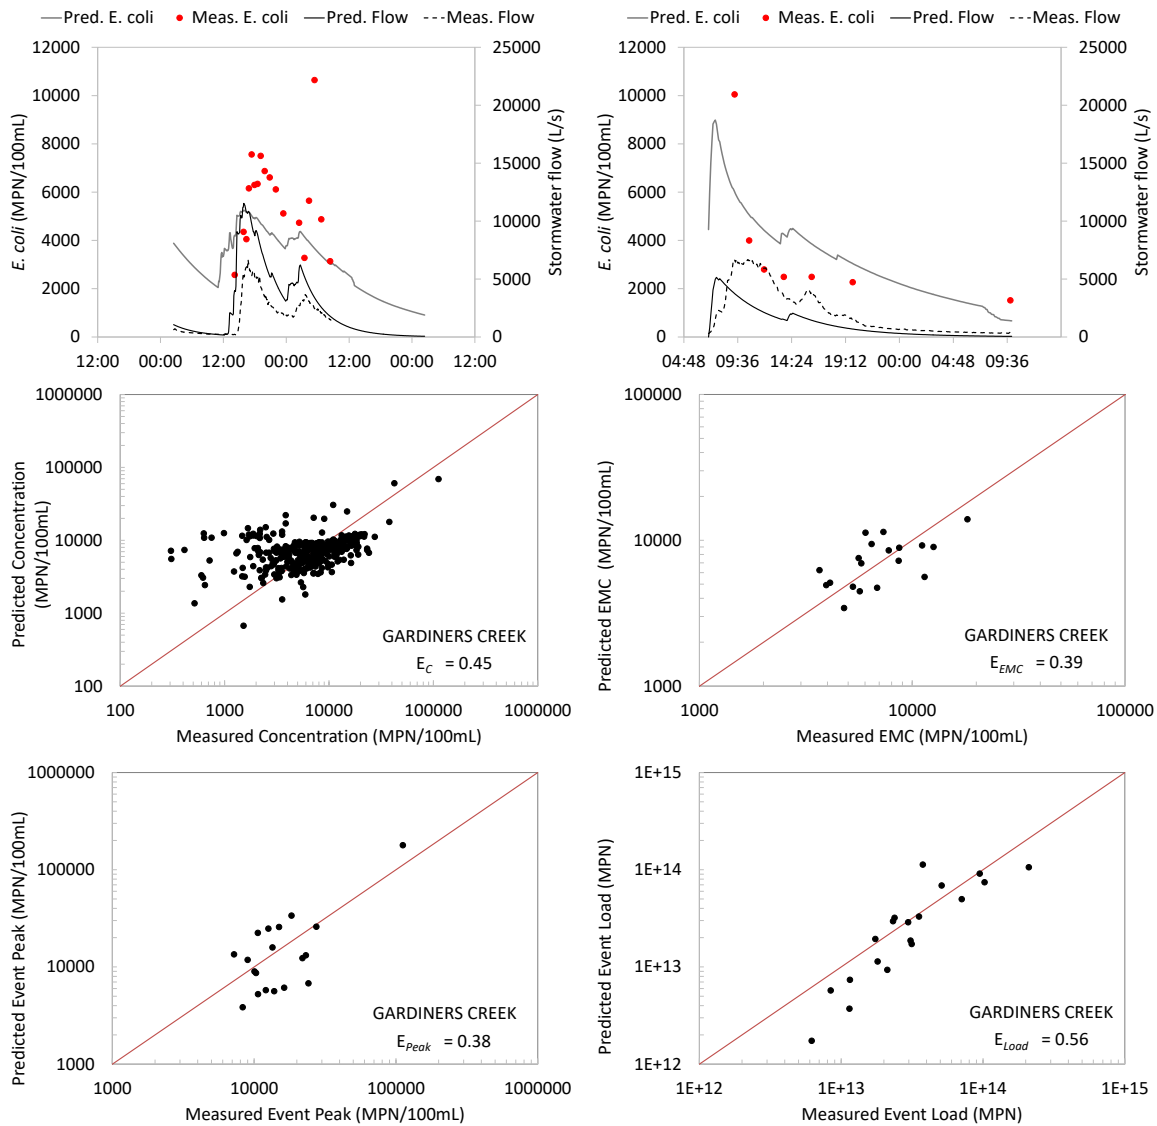 Pred. E. coli Meas. E. coli Pred. Flow Meas. Flow
12000 25000
10000 20000
8000 15000
6000
4000 10000
2000 5000
0 0
E. coli (MPN/100mL)
Stormwater flow (L/s)
12:00 00:00 12:00 00:00 12:00 00:00 12:00
Pred. E. coli Meas. E. coli Pred. Flow Meas. Flow
12000 25000
10000 20000
8000 15000
6000
4000 10000
2000 5000
0 0
E. coli (MPN/100mL)
Stormwater flow (L/s)
04:48 09:36 14:24 19:12 00:00 04:48 09:36
1000000
100000
10000
1000
100
Predicted Concentration
(MPN/100mL)
GARDINERS CREEK
E_C = 0.45
100 1000 10000 100000 1000000
Measured Concentration (MPN/100mL)
100000
10000
1000
Predicted EMC (MPN/100mL)
GARDINERS CREEK
E_EMC = 0.39
1000 10000 100000
Measured EMC (MPN/100mL)
1000000
100000
10000
1000
Predicted Event Peak (MPN/100mL)
GARDINERS CREEK
E_Peak = 0.38
1000 10000 100000 1000000
Measured Event Peak (MPN/100mL)
1E+15
1E+14
1E+13
1E+12
Predicted Event Load (MPN)
GARDINERS CREEK
E_Load = 0.56
1E+12 1E+13 1E+14 1E+15
Measured Event Load (MPN)